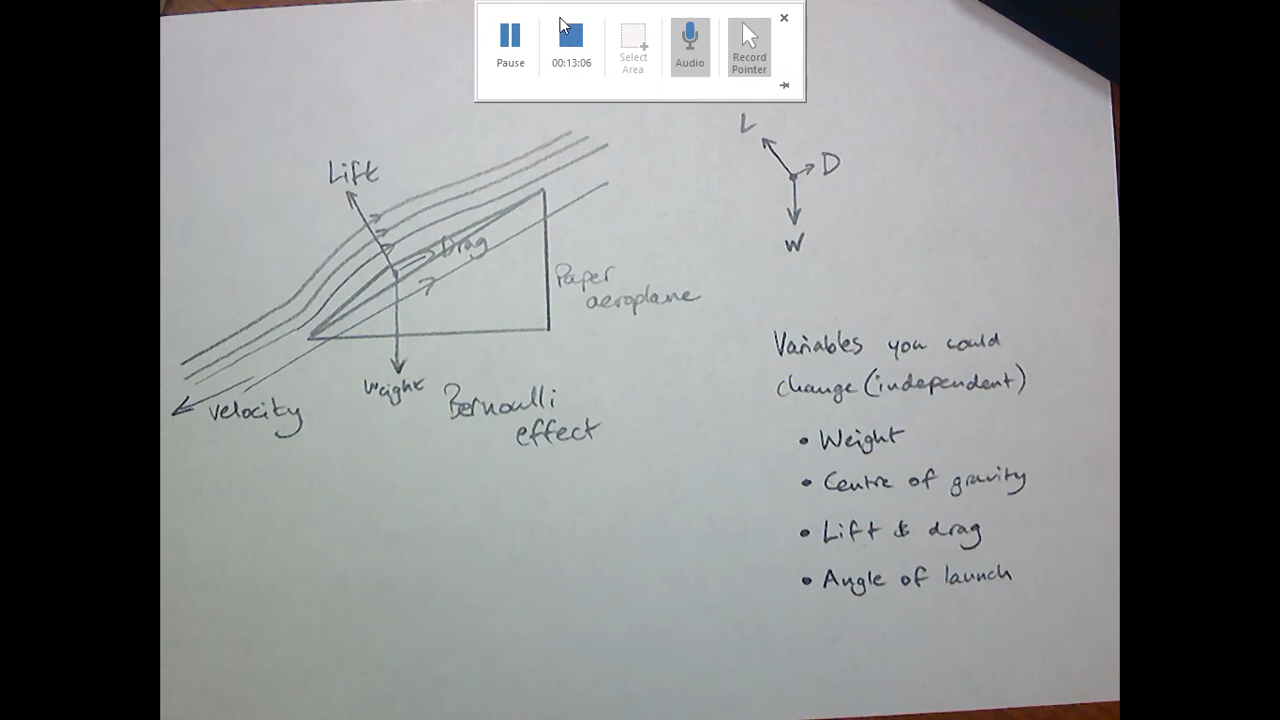 Pause
00:13:06
Select
Area
Audio
Record
Pointer
L
D
W
Lift
Drag
Paper
aeroplane
Weight
Velocity
Bernoulli
effect
Variables you could
change (independent)
• Weight
• Centre of gravity
• Lift & drag
• Angle of launch